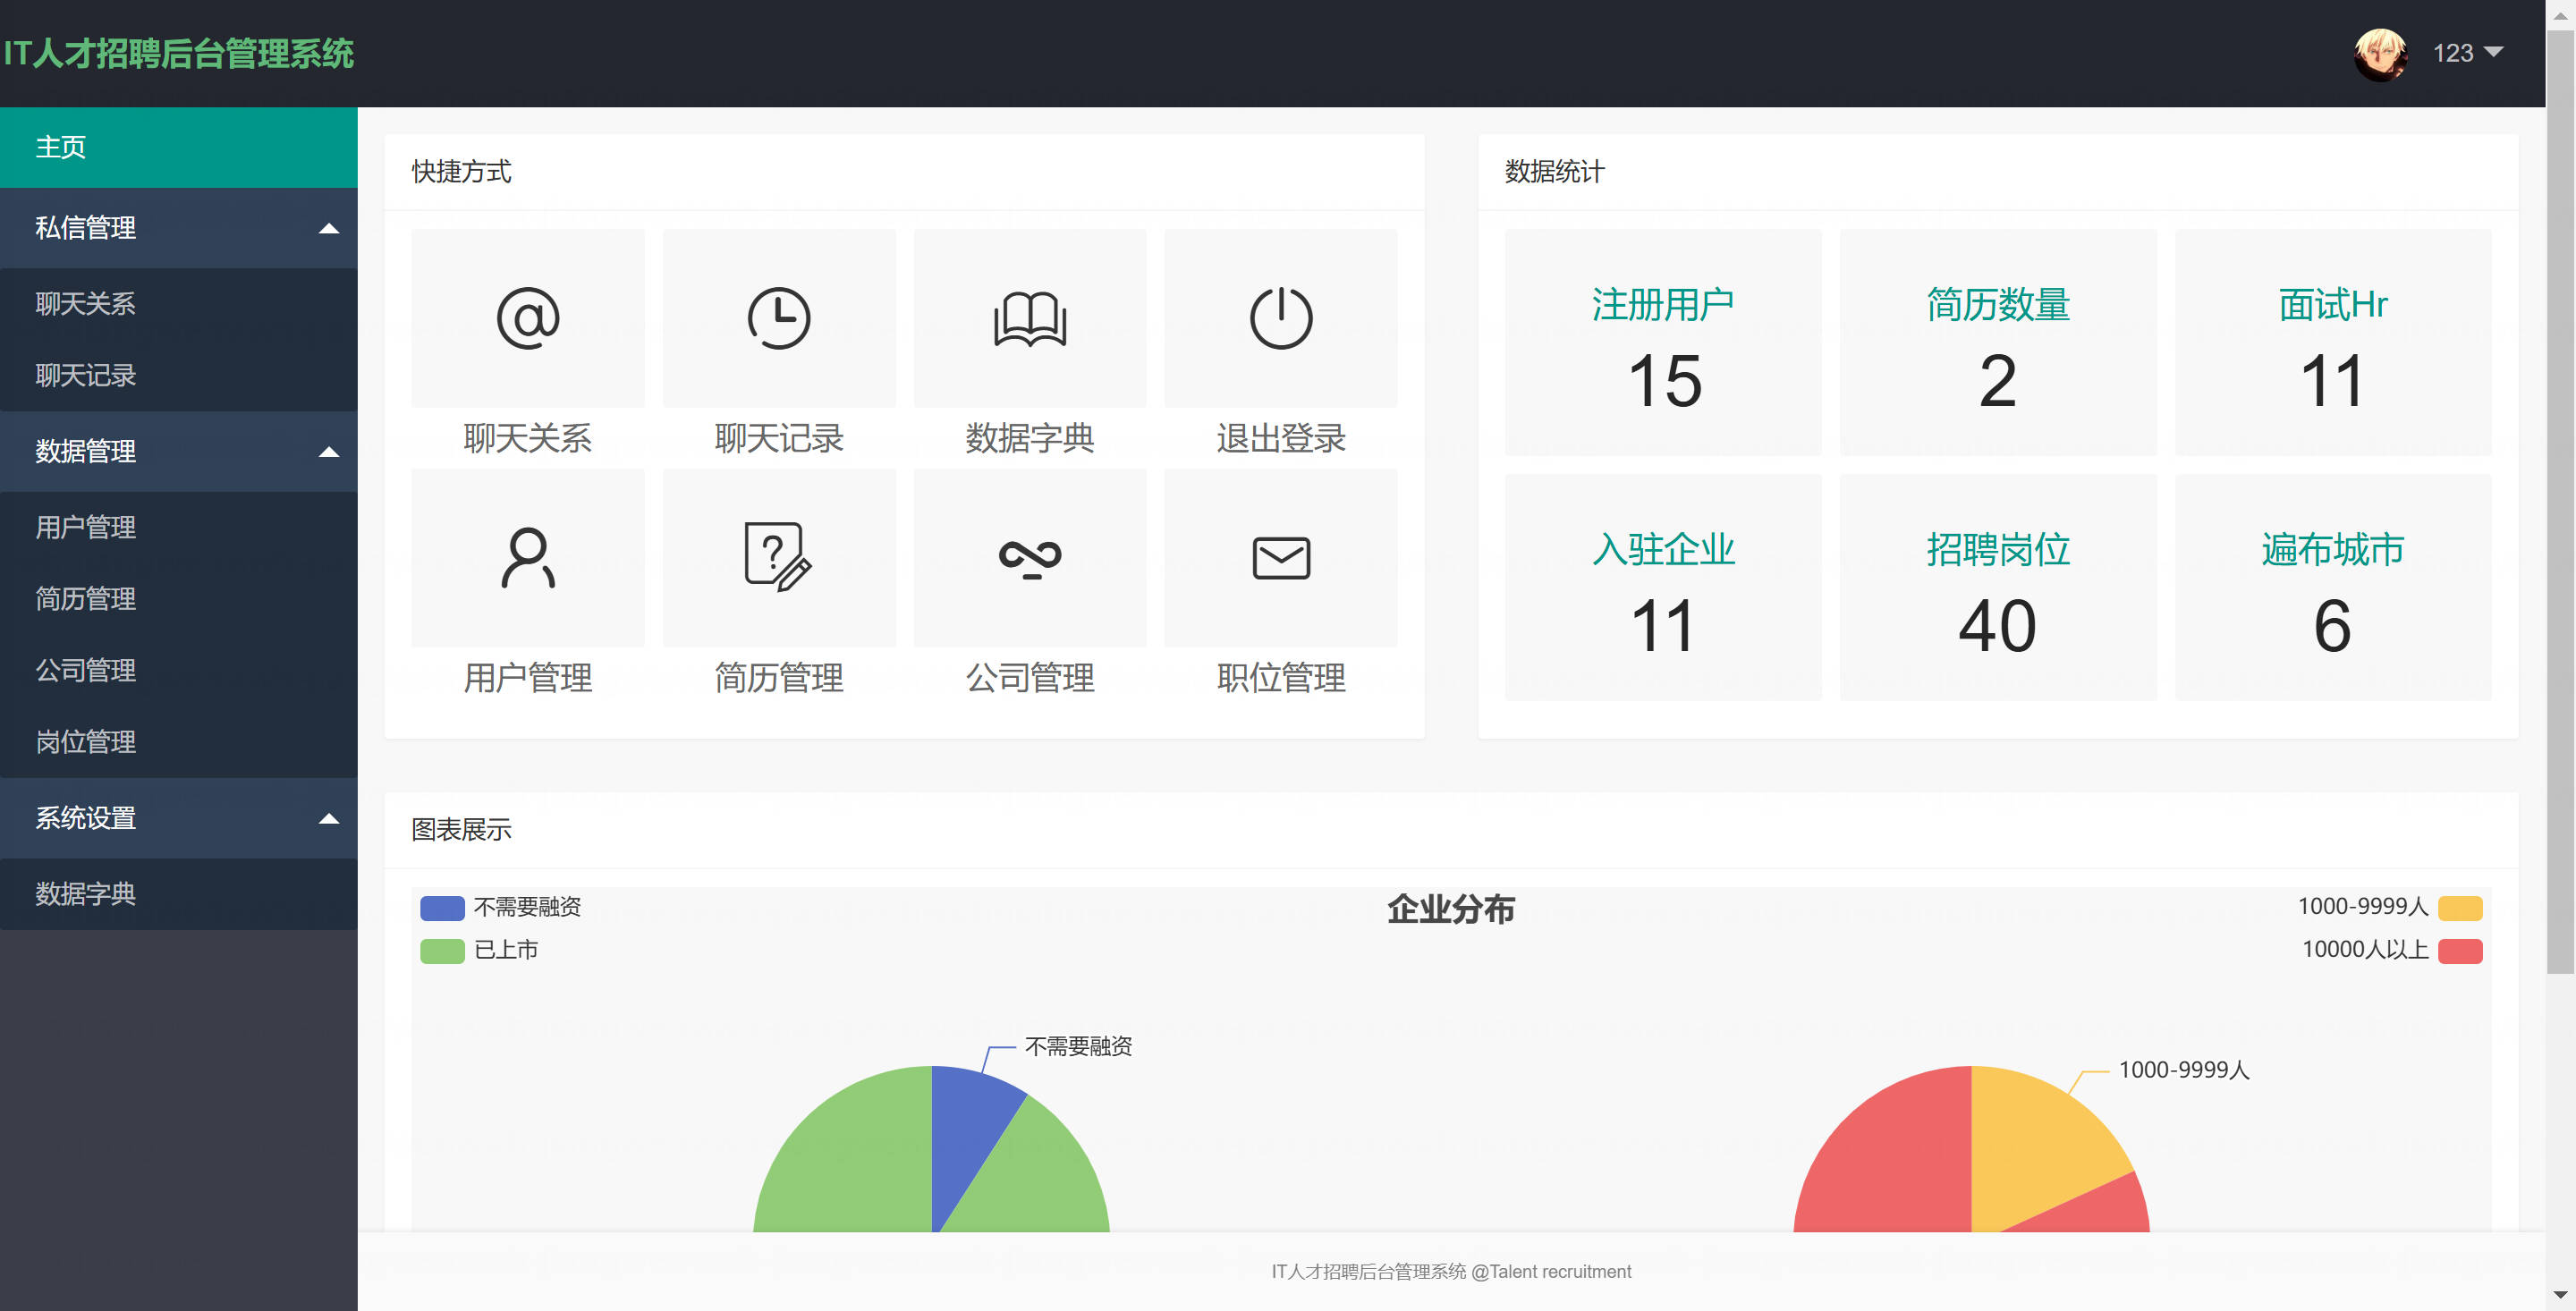 IT人才招聘后台管理系统
123
主页
私信管理
聊天关系
聊天记录
数据管理
用户管理
简历管理
公司管理
岗位管理
系统设置
数据字典
快捷方式
聊天关系 聊天记录 数据字典 退出登录
用户管理 简历管理 公司管理 职位管理
数据统计
注册用户 简历数量 面试Hr
15 2 11
入驻企业 招聘岗位 遍布城市
11 40 6
图表展示
企业分布
不需要融资
已上市
1000-9999人
10000人以上
不需要融资
1000-9999人
IT人才招聘后台管理系统 @Talent recruitment